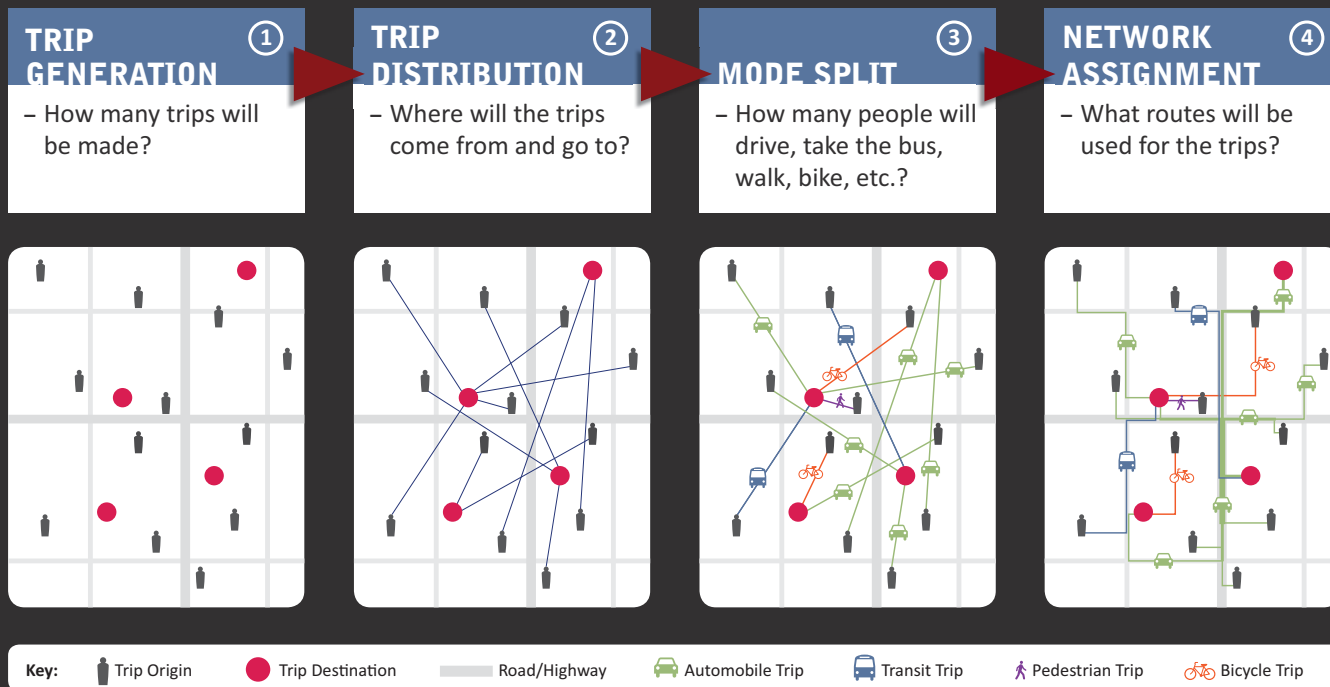 TRIP
GENERATION
1
– How many trips will
be made?
TRIP
DISTRIBUTION
2
– Where will the trips
come from and go to?
MODE SPLIT
3
– How many people will
drive, take the bus,
walk, bike, etc.?
NETWORK
ASSIGNMENT
4
– What routes will be
used for the trips?
Key:
Trip Origin
Trip Destination
Road/Highway
Automobile Trip
Transit Trip
Pedestrian Trip
Bicycle Trip